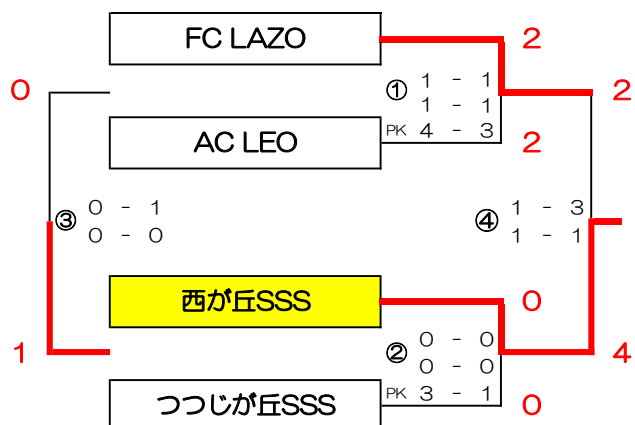 FC LAZO
2
0
① 1 - 1
2
1 - 1
AC LEO
PK 4 - 3
2
③ 0 - 1
0 - 0
④ 1 - 3
1 - 1
西が丘SSS
0
② 0 - 0
0 - 0
1
4
PK 3 - 1
つつじが丘SSS
0